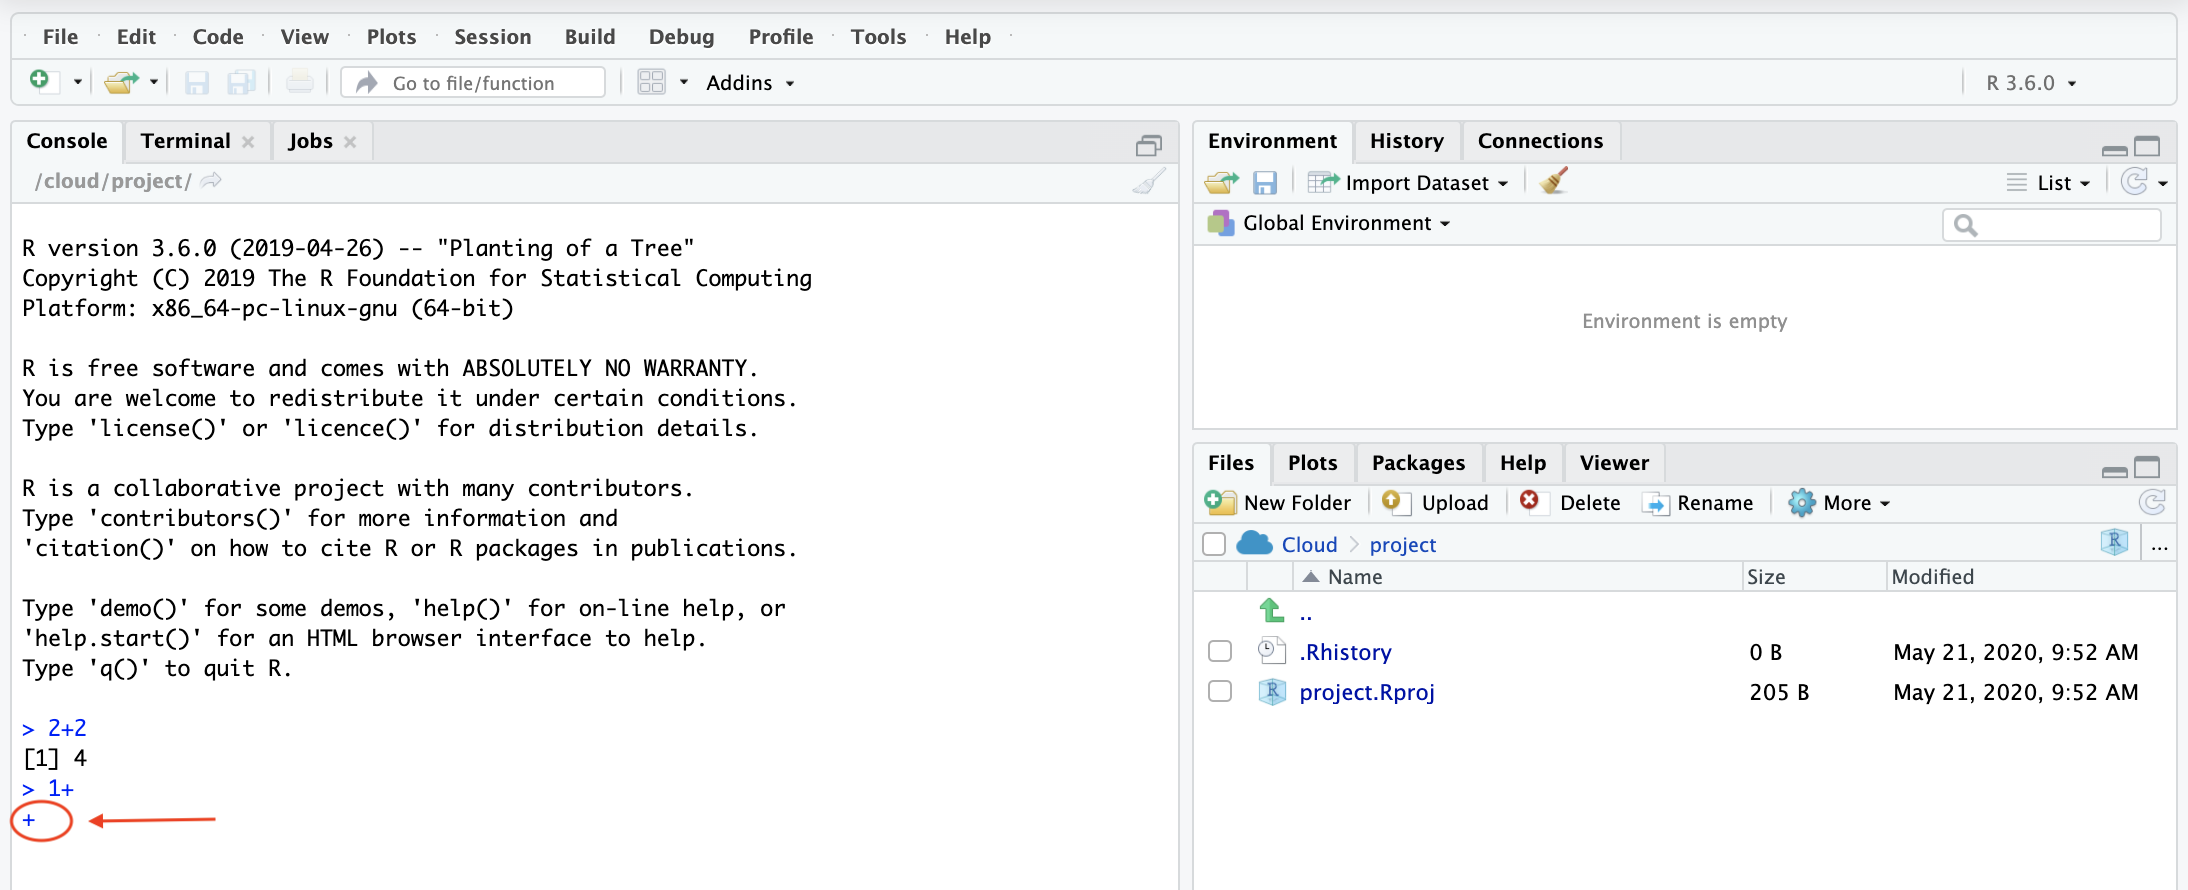 File Edit Code View Plots Session Build Debug Profile Tools Help
Go to file/function Addins R 3.6.0
Console Terminal Jobs
/cloud/project/
R version 3.6.0 (2019-04-26) -- "Planting of a Tree"
Copyright (C) 2019 The R Foundation for Statistical Computing
Platform: x86_64-pc-linux-gnu (64-bit)
R is free software and comes with ABSOLUTELY NO WARRANTY.
You are welcome to redistribute it under certain conditions.
Type 'license()' or 'licence()' for distribution details.
R is a collaborative project with many contributors.
Type 'contributors()' for more information and
'citation()' on how to cite R or R packages in publications.
Type 'demo()' for some demos, 'help()' for on-line help, or
'help.start()' for an HTML browser interface to help.
Type 'q()' to quit R.
> 2+2
[1] 4
> 1+
+
Environment History Connections
Import Dataset List
Global Environment
Environment is empty
Files Plots Packages Help Viewer
New Folder Upload Delete Rename More
Cloud project R ...
Name Size Modified
..
.Rhistory 0 B May 21, 2020, 9:52 AM
R project.Rproj 205 B May 21, 2020, 9:52 AM